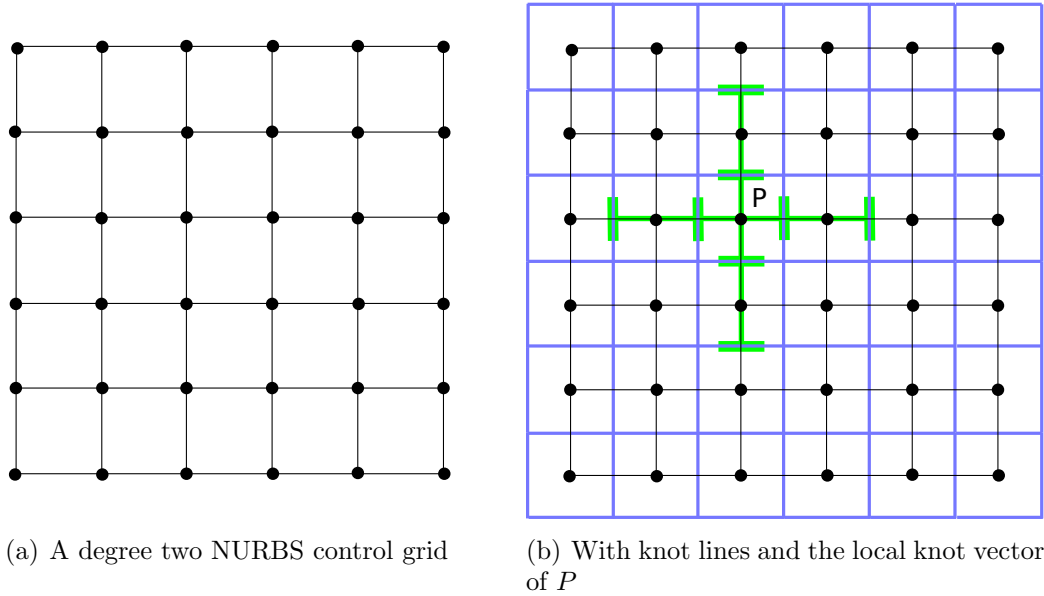 P
(a) A degree two NURBS control grid
(b) With knot lines and the local knot vector
of P